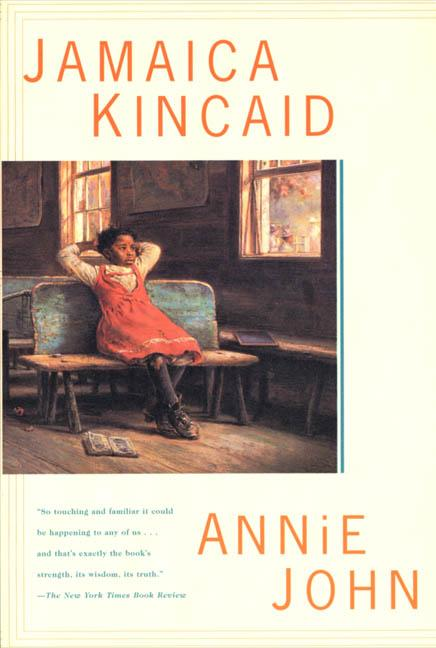 JAMAICA
KINCAID
"So touching and familiar it could
be happening to any of us . . .
and that's exactly the book's
strength, its wisdom, its truth."
—The New York Times Book Review
ANNiE
JOHN